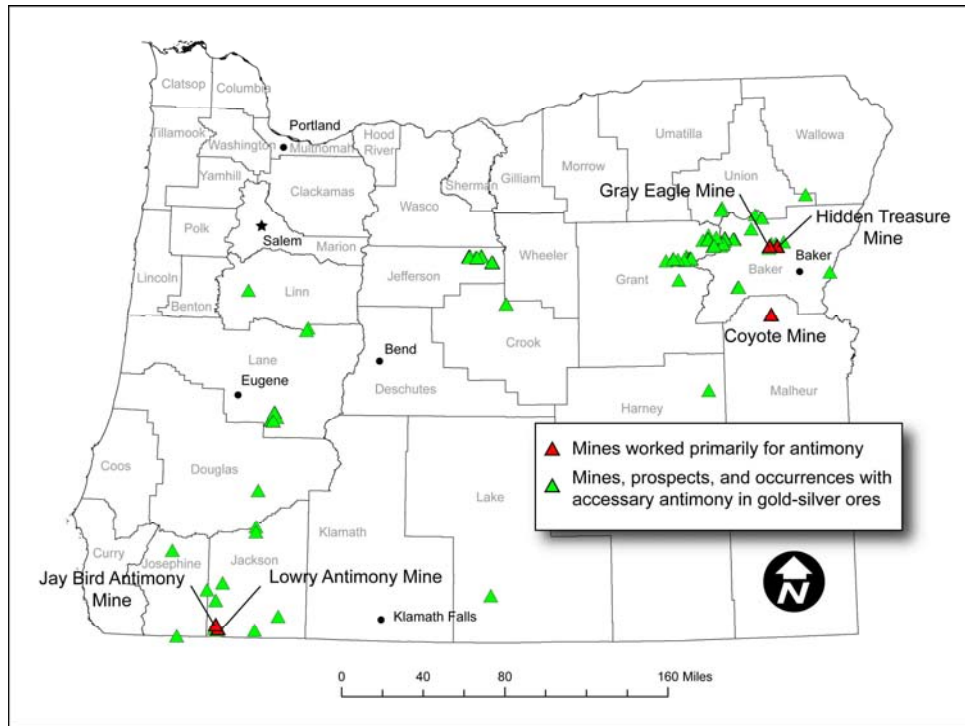 Clatsop
Columbia
Portland
Tillamook
Washington
Multnomah
Hood
River
Umatilla
Wallowa
Yamhill
Clackamas
Sherman
Gilliam
Morrow
Union
Gray Eagle Mine
Wasco
Hidden Treasure
Mine
Polk
Salem
Marion
Wheeler
Baker
Baker
Lincoln
Jefferson
Grant
Benton
Linn
Coyote Mine
Crook
Lane
Bend
Eugene
Deschutes
Malheur
Harney
Mines worked primarily for antimony
Mines, prospects, and occurrences with
accessary antimony in gold-silver ores
Coos
Douglas
Lake
Klamath
Curry
Josephine
Jackson
Jay Bird Antimony
Mine
Lowry Antimony Mine
N
Klamath Falls
0 40 80 160 Miles